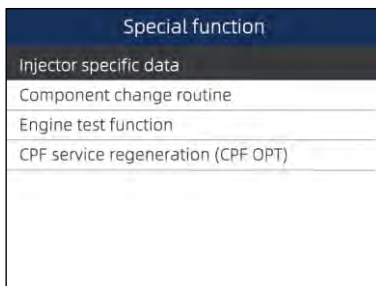 Special function
Injector specific data
Component change routine
Engine test function
CPF service regeneration (CPF OPT)